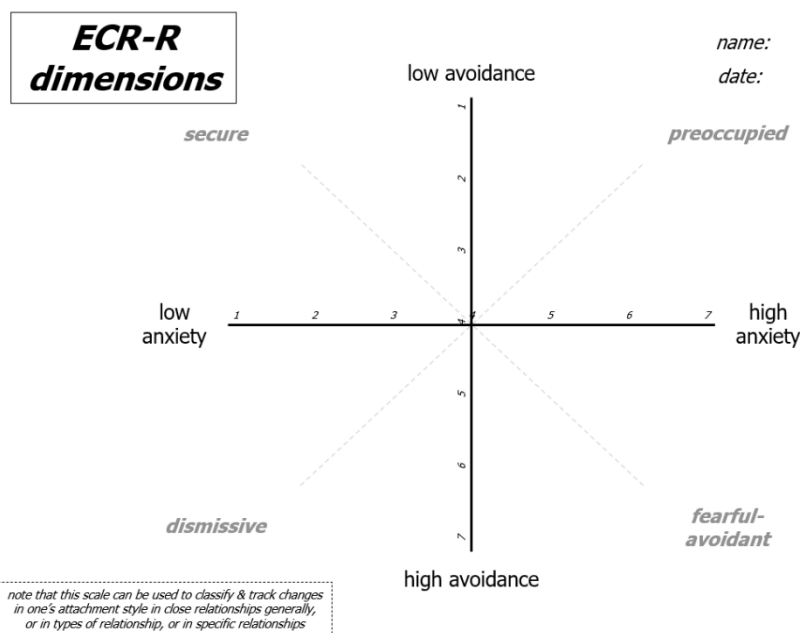 ECR-R
dimensions
name:
date:
low avoidance
secure
preoccupied
1
2
3
4
5
6
7
low
anxiety
1
2
3
4
5
6
7
high
anxiety
dismissive
fearful-
avoidant
high avoidance
note that this scale can be used to classify & track changes
in one's attachment style in close relationships generally,
or in types of relationship, or in specific relationships